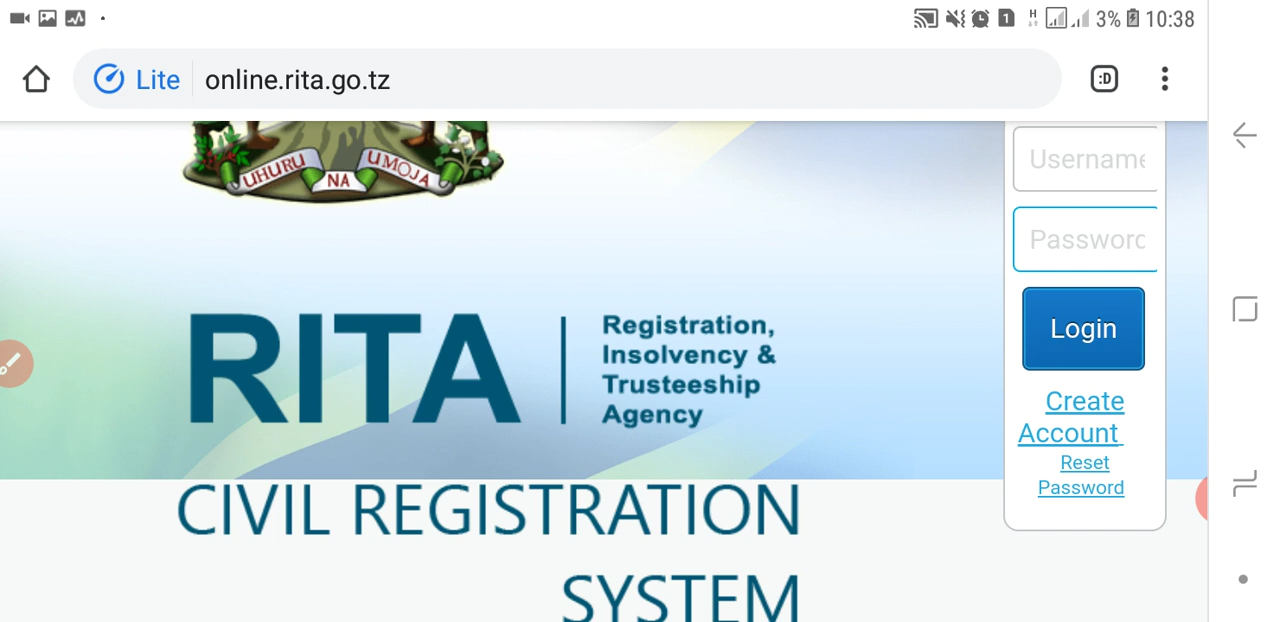 1 H 3% 10:38
Lite online.rita.go.tz :D
UHURU NA UMOJA
Username
Password
Login
Create
Account
Reset
Password
RITA
Registration,
Insolvency &
Trusteeship
Agency
CIVIL REGISTRATION
SYSTEM